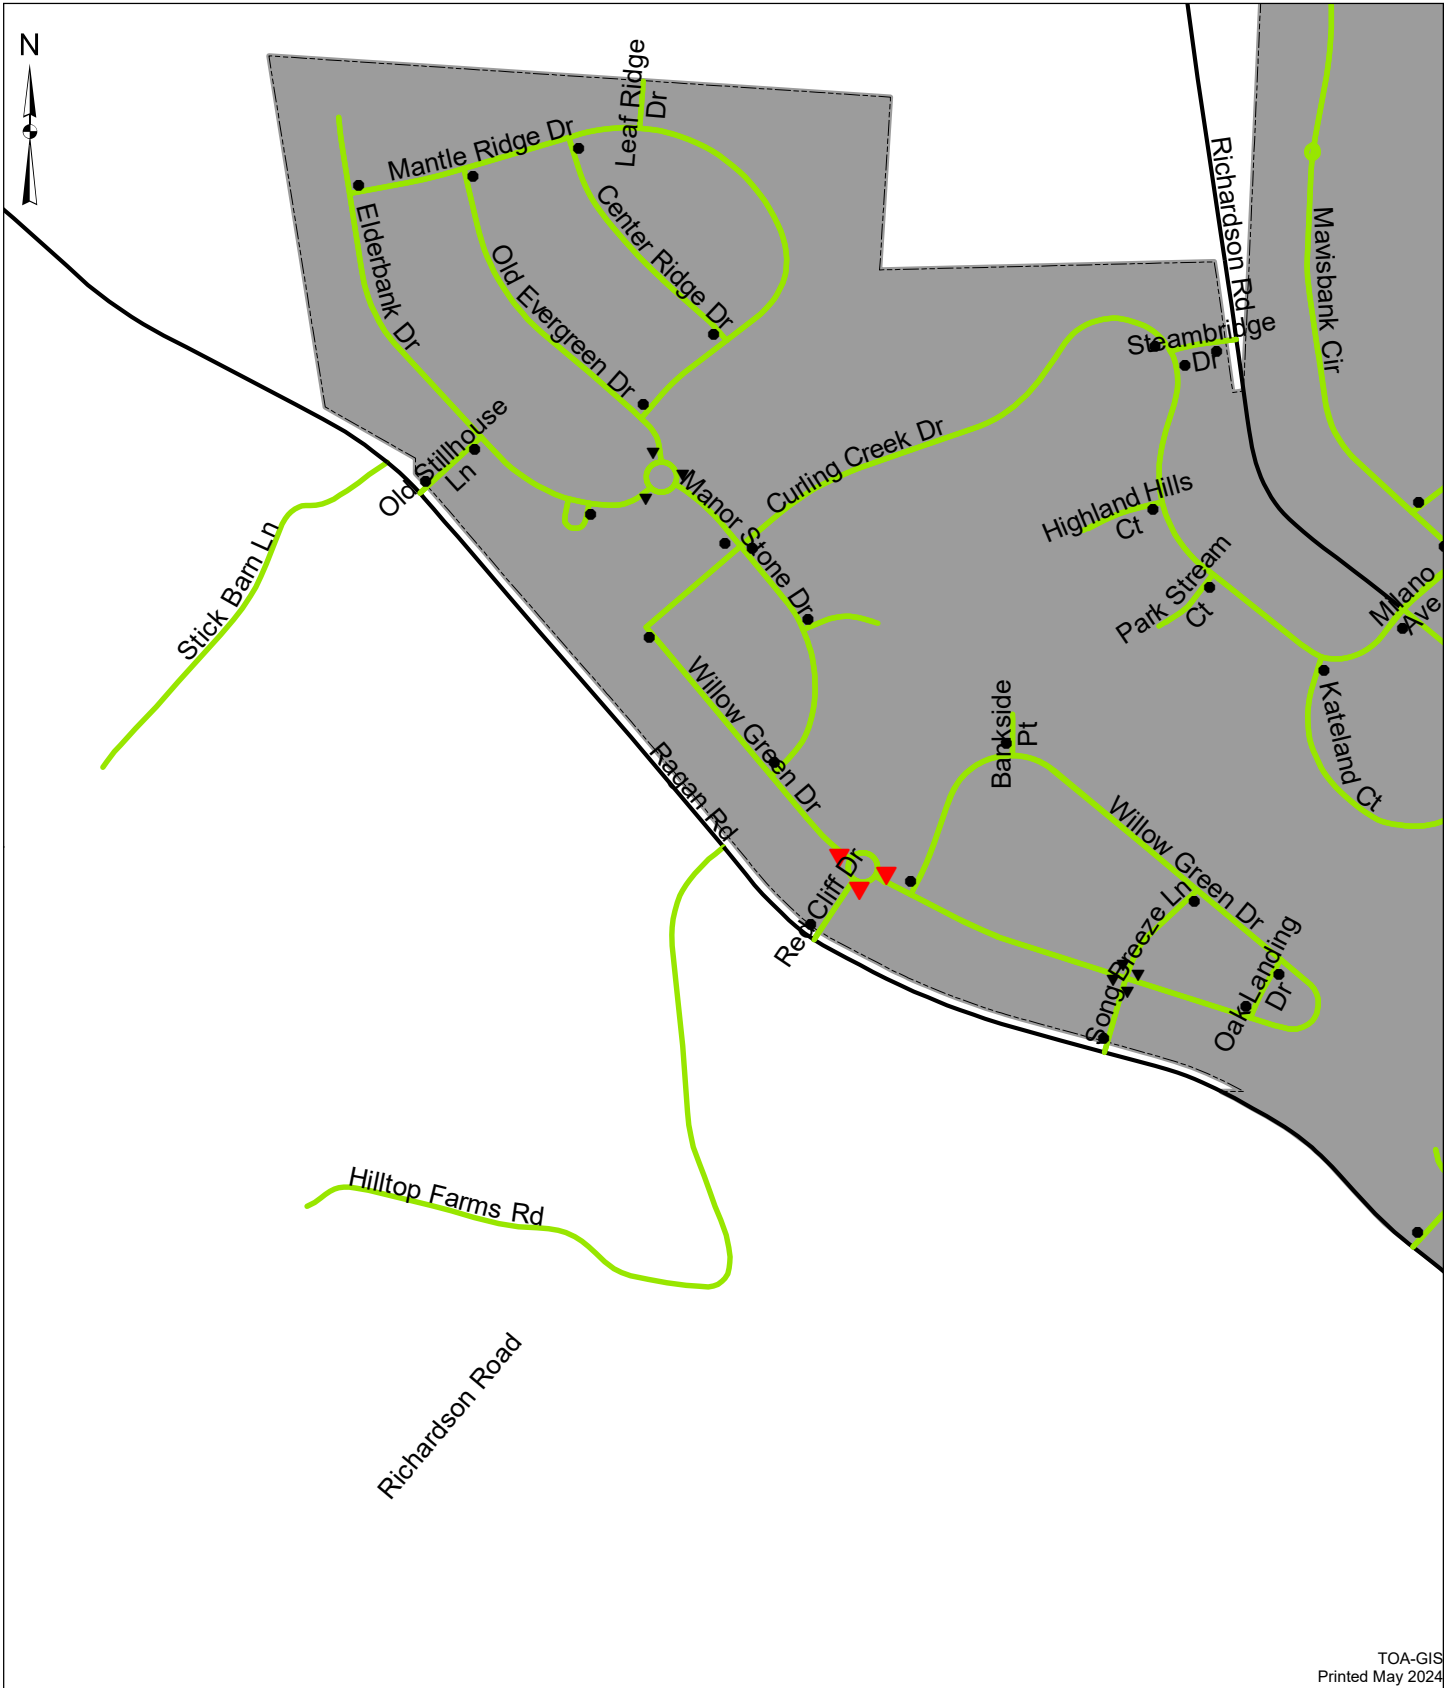 N
Leaf Ridge
Dr
Mantle Ridge Dr
Richardson Rd
Center Ridge Dr
Elderbank Dr
Mavisbank Cir
Old Evergreen Dr
Steambridge
Dr
Old Stillhouse
Ln
Curling Creek Dr
Manor Stone Dr
Highland Hills
Ct
Stick Barn Ln
Park Stream
Ct
Milano
Ave
Willow Green Dr
Bankside
Pt
Kateland Ct
Ragan Rd
Willow Green Dr
Red Cliff Dr
Song Breeze Ln
Oak Landing
Dr
Hilltop Farms Rd
Richardson Road
TOA-GIS
Printed May 2024